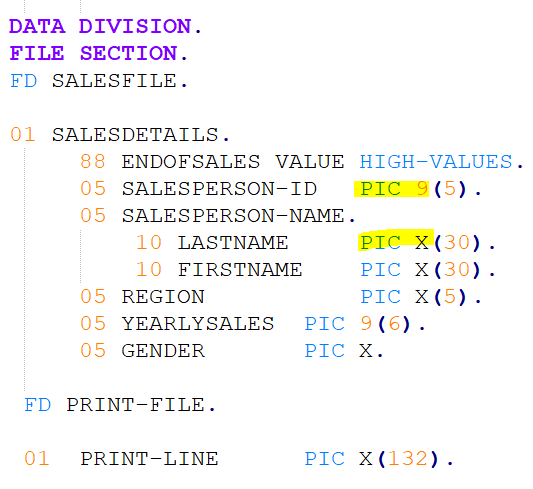 DATA DIVISION.
FILE SECTION.
FD SALESFILE.
01 SALESDETAILS.
88 ENDOFSALES VALUE HIGH-VALUES.
05 SALESPERSON-ID PIC 9(5).
05 SALESPERSON-NAME.
10 LASTNAME PIC X(30).
10 FIRSTNAME PIC X(30).
05 REGION PIC X(5).
05 YEARLYSALES PIC 9(6).
05 GENDER PIC X.
FD PRINT-FILE.
01 PRINT-LINE PIC X(132).